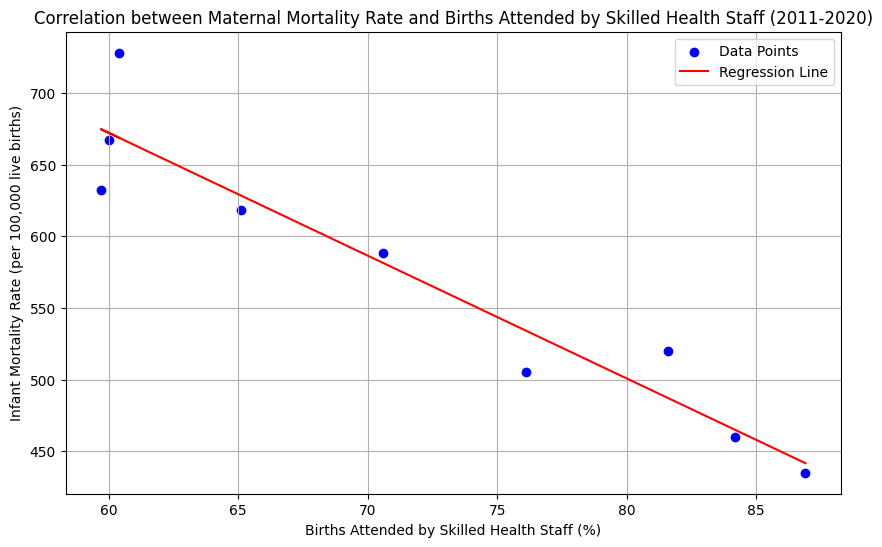 Correlation between Maternal Mortality Rate and Births Attended by Skilled Health Staff (2011-2020)
Data Points
Regression Line
Infant Mortality Rate (per 100,000 live births)
700
650
600
550
500
450
60 65 70 75 80 85
Births Attended by Skilled Health Staff (%)